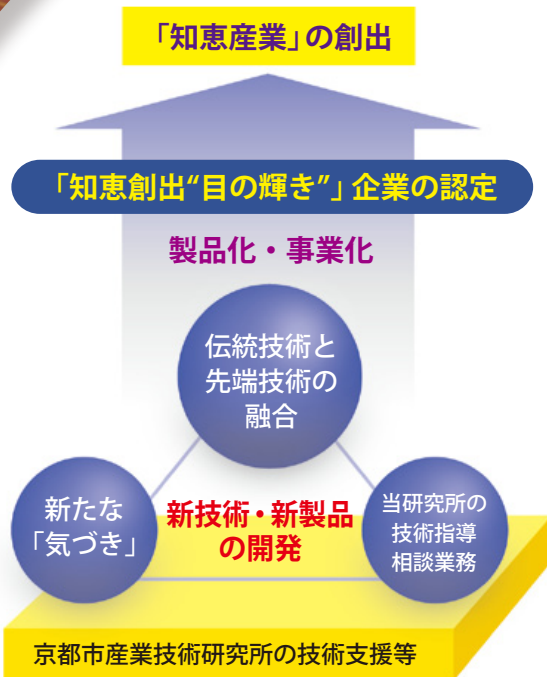 「知恵産業」の創出
「知恵創出“目の輝き”」企業の認定
製品化・事業化
伝統技術と
先端技術の
融合
新たな
「気づき」
新技術・新製品
の開発
当研究所の
技術指導
相談業務
京都市産業技術研究所の技術支援等